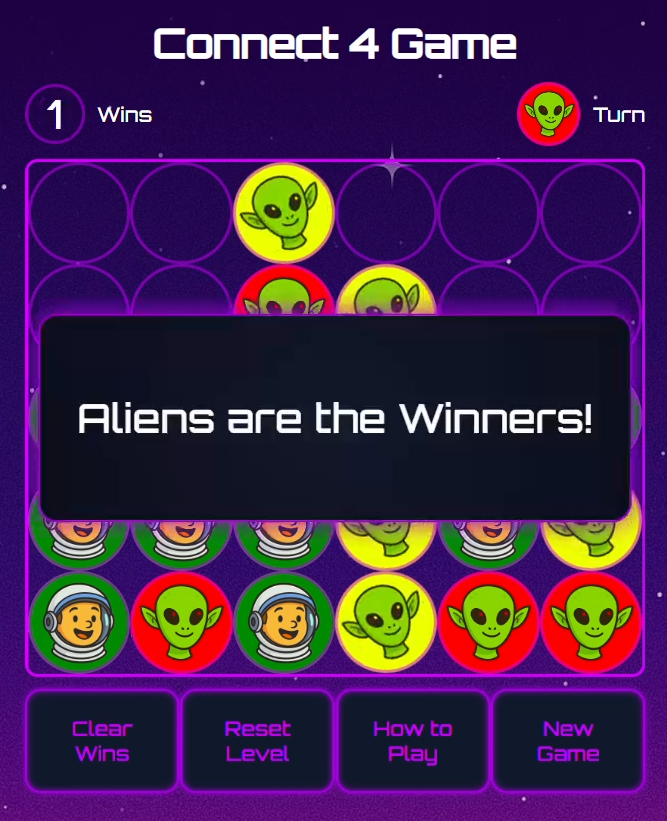 Connect 4 Game
1 Wins
Turn
Aliens are the Winners!
Clear
Wins
Reset
Level
How to
Play
New
Game